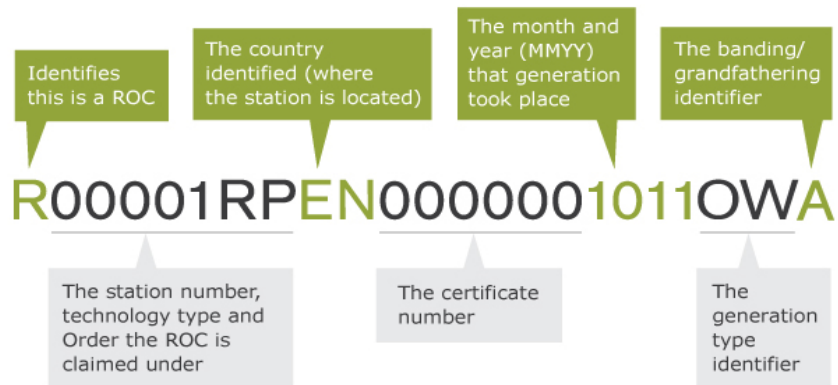 Identifies
this is a ROC
The country
identified (where
the station is located)
The month and
year (MMYY)
that generation
took place
The banding/
grandfathering
identifier
R00001RPEN0000001011OWA
The station number,
technology type and
Order the ROC is
claimed under
The certificate
number
The
generation
type
identifier